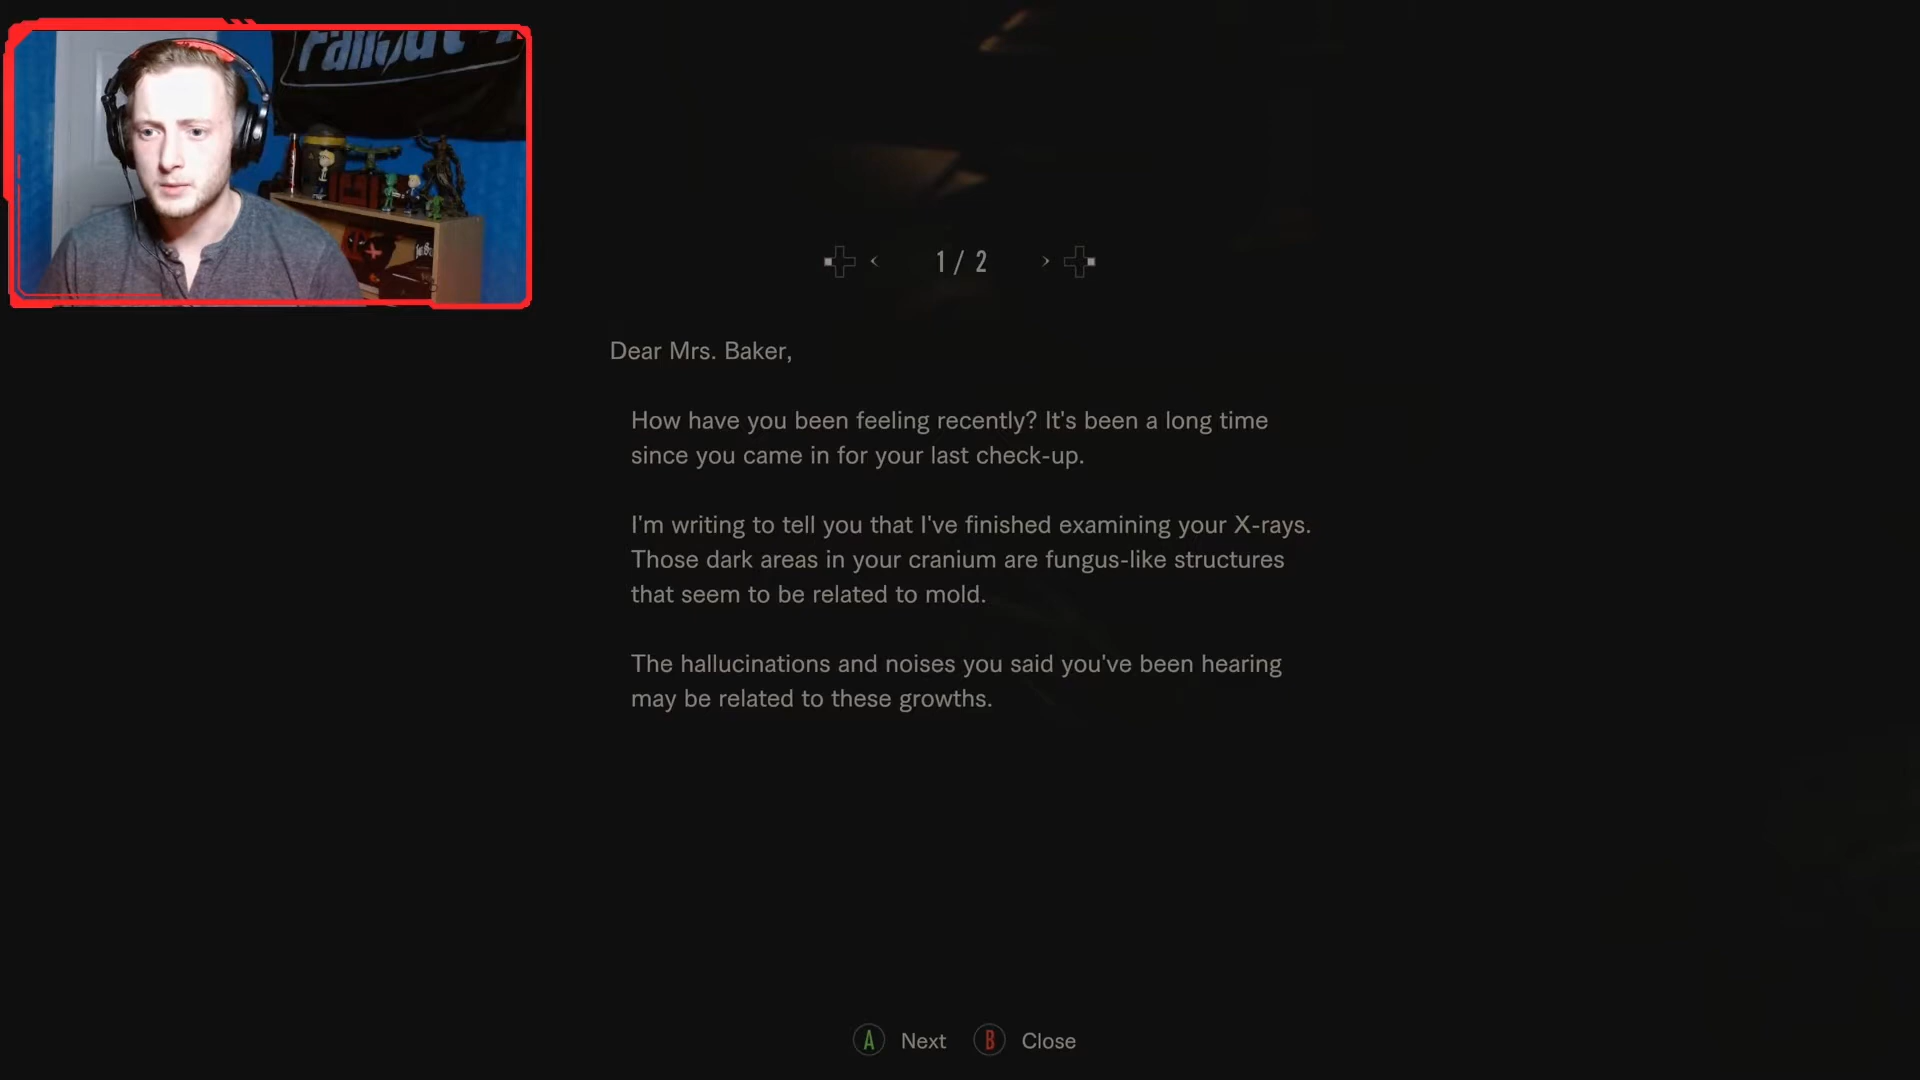 Fallout
1 / 2
Dear Mrs. Baker,
How have you been feeling recently? It's been a long time
since you came in for your last check-up.
I'm writing to tell you that I've finished examining your X-rays.
Those dark areas in your cranium are fungus-like structures
that seem to be related to mold.
The hallucinations and noises you said you've been hearing
may be related to these growths.
A Next B Close